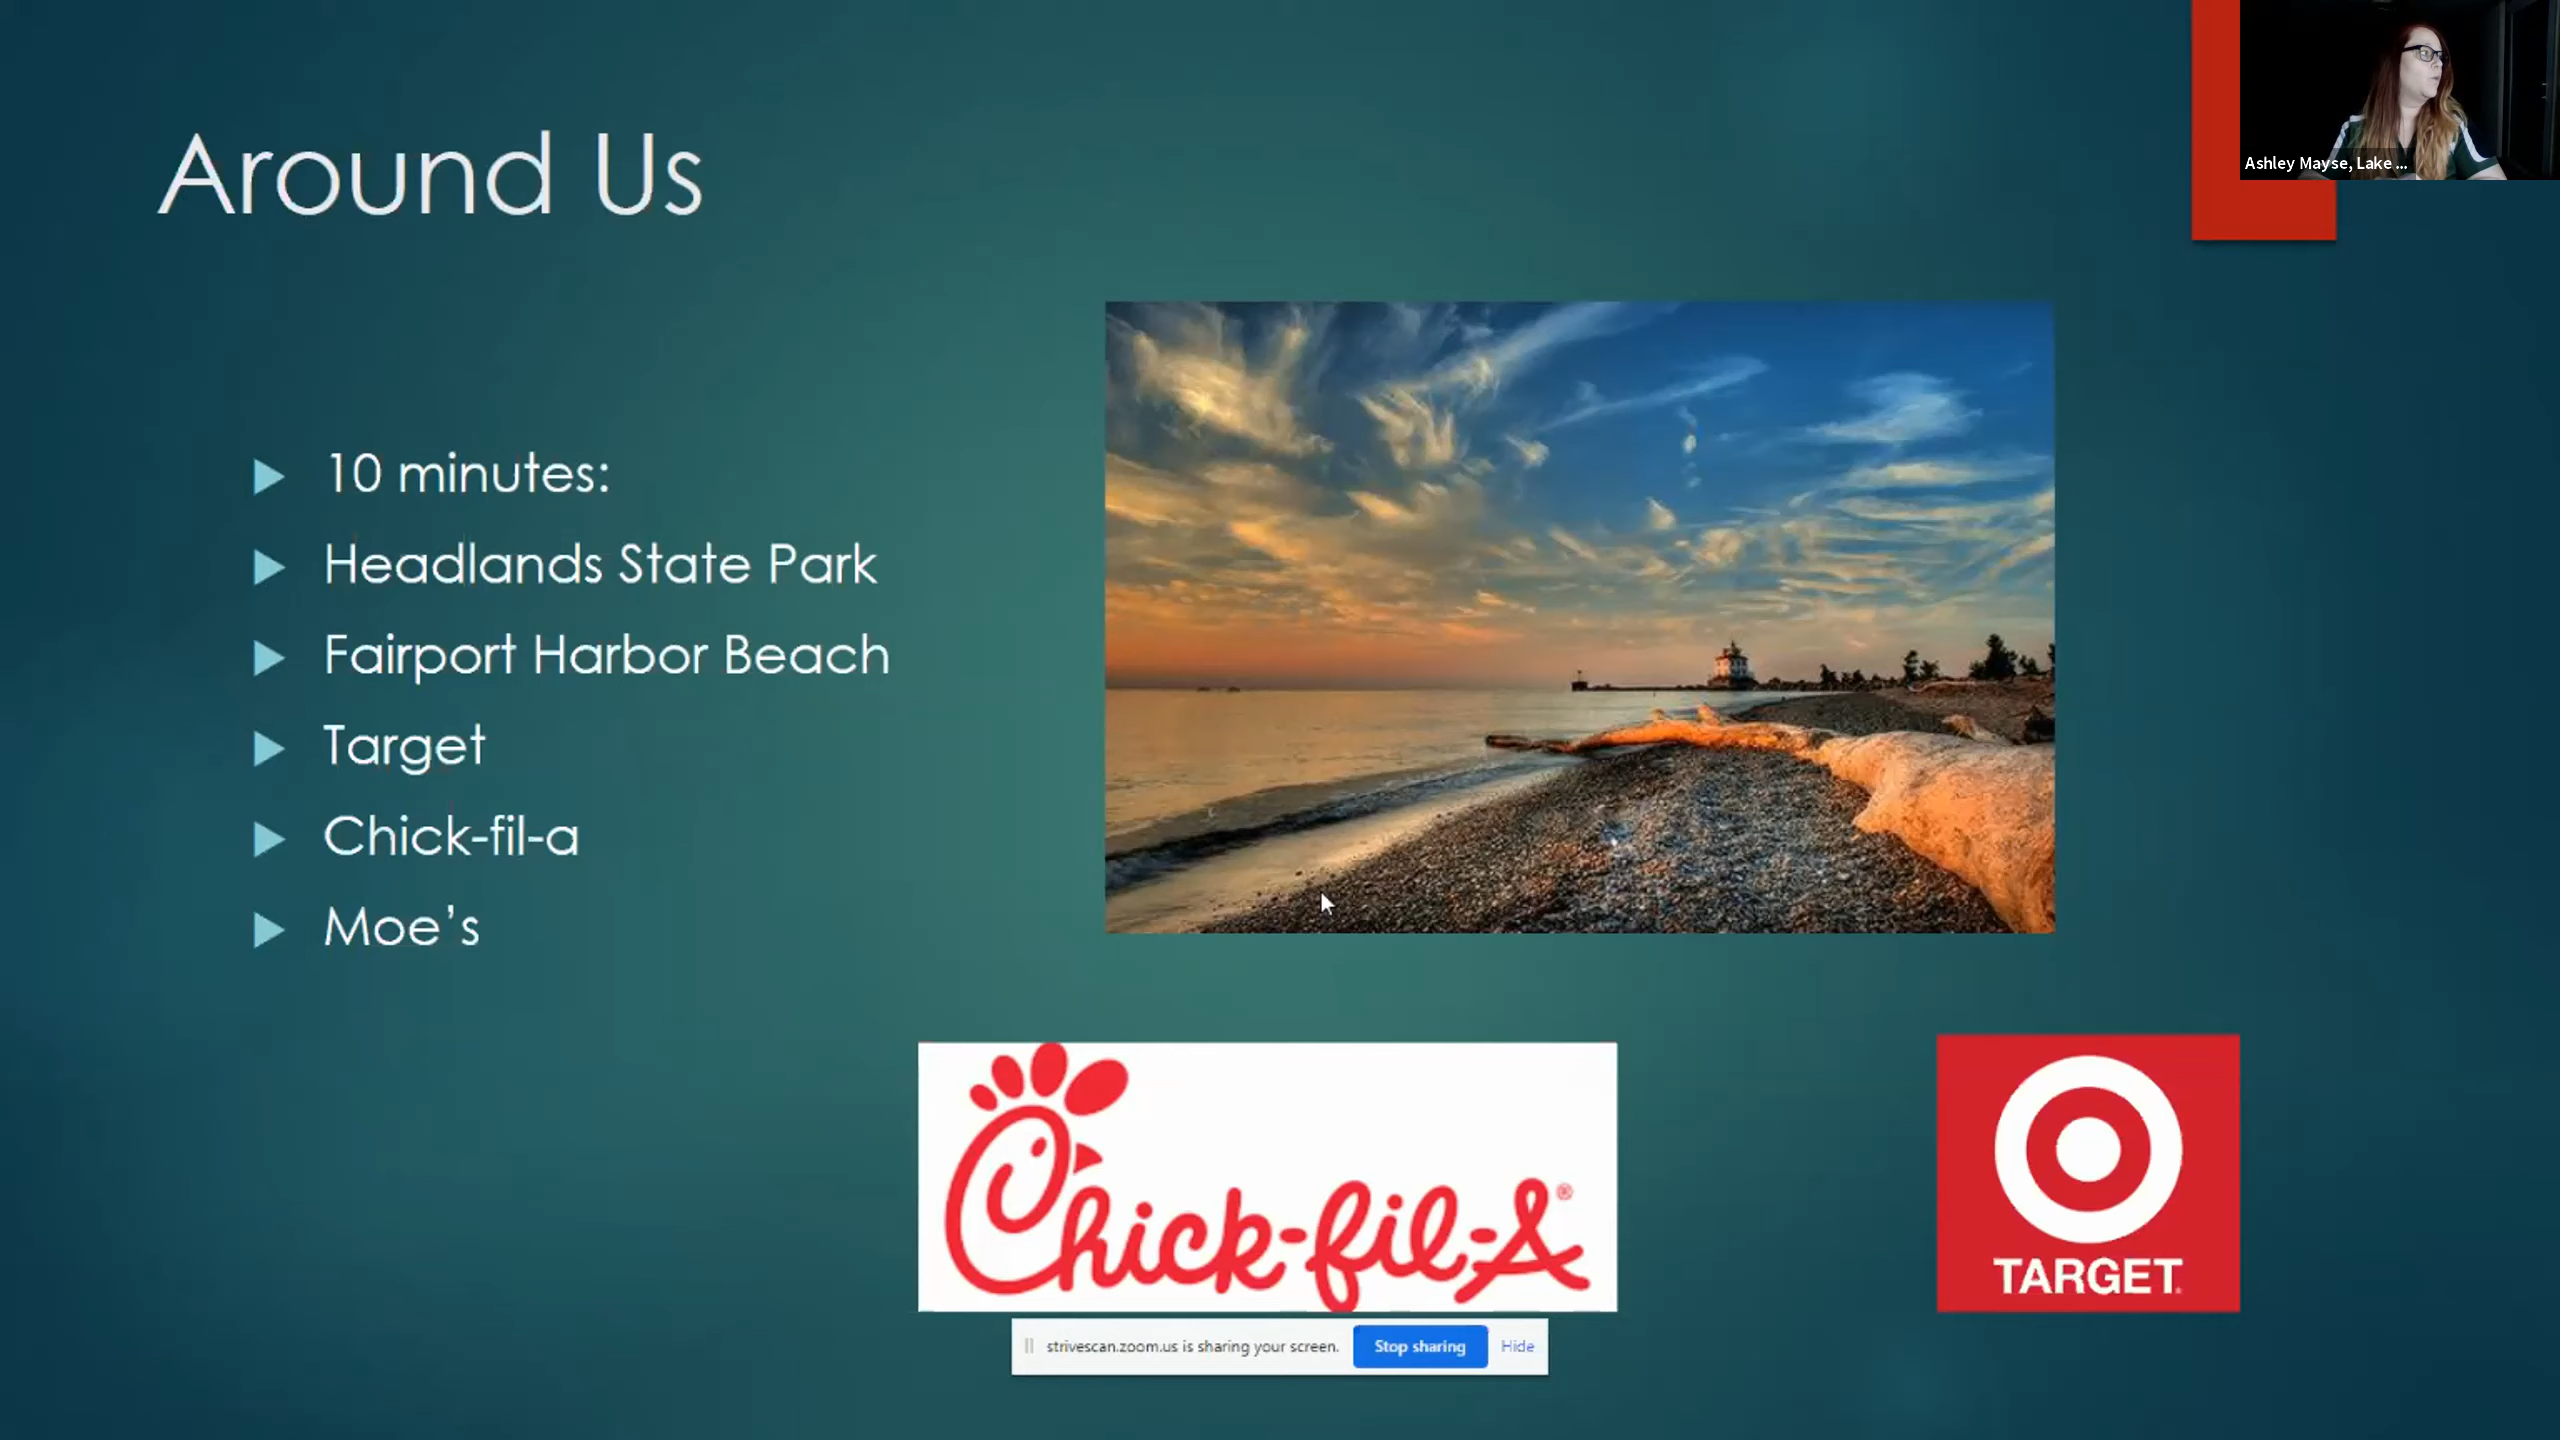 Around Us
Ashley Mayse, Lake ...
10 minutes:
Headlands State Park
Fairport Harbor Beach
Target
Chick-fil-a
Moe's
Chick-fil-A®
TARGET.
strivescan.zoom.us is sharing your screen. Stop sharing Hide